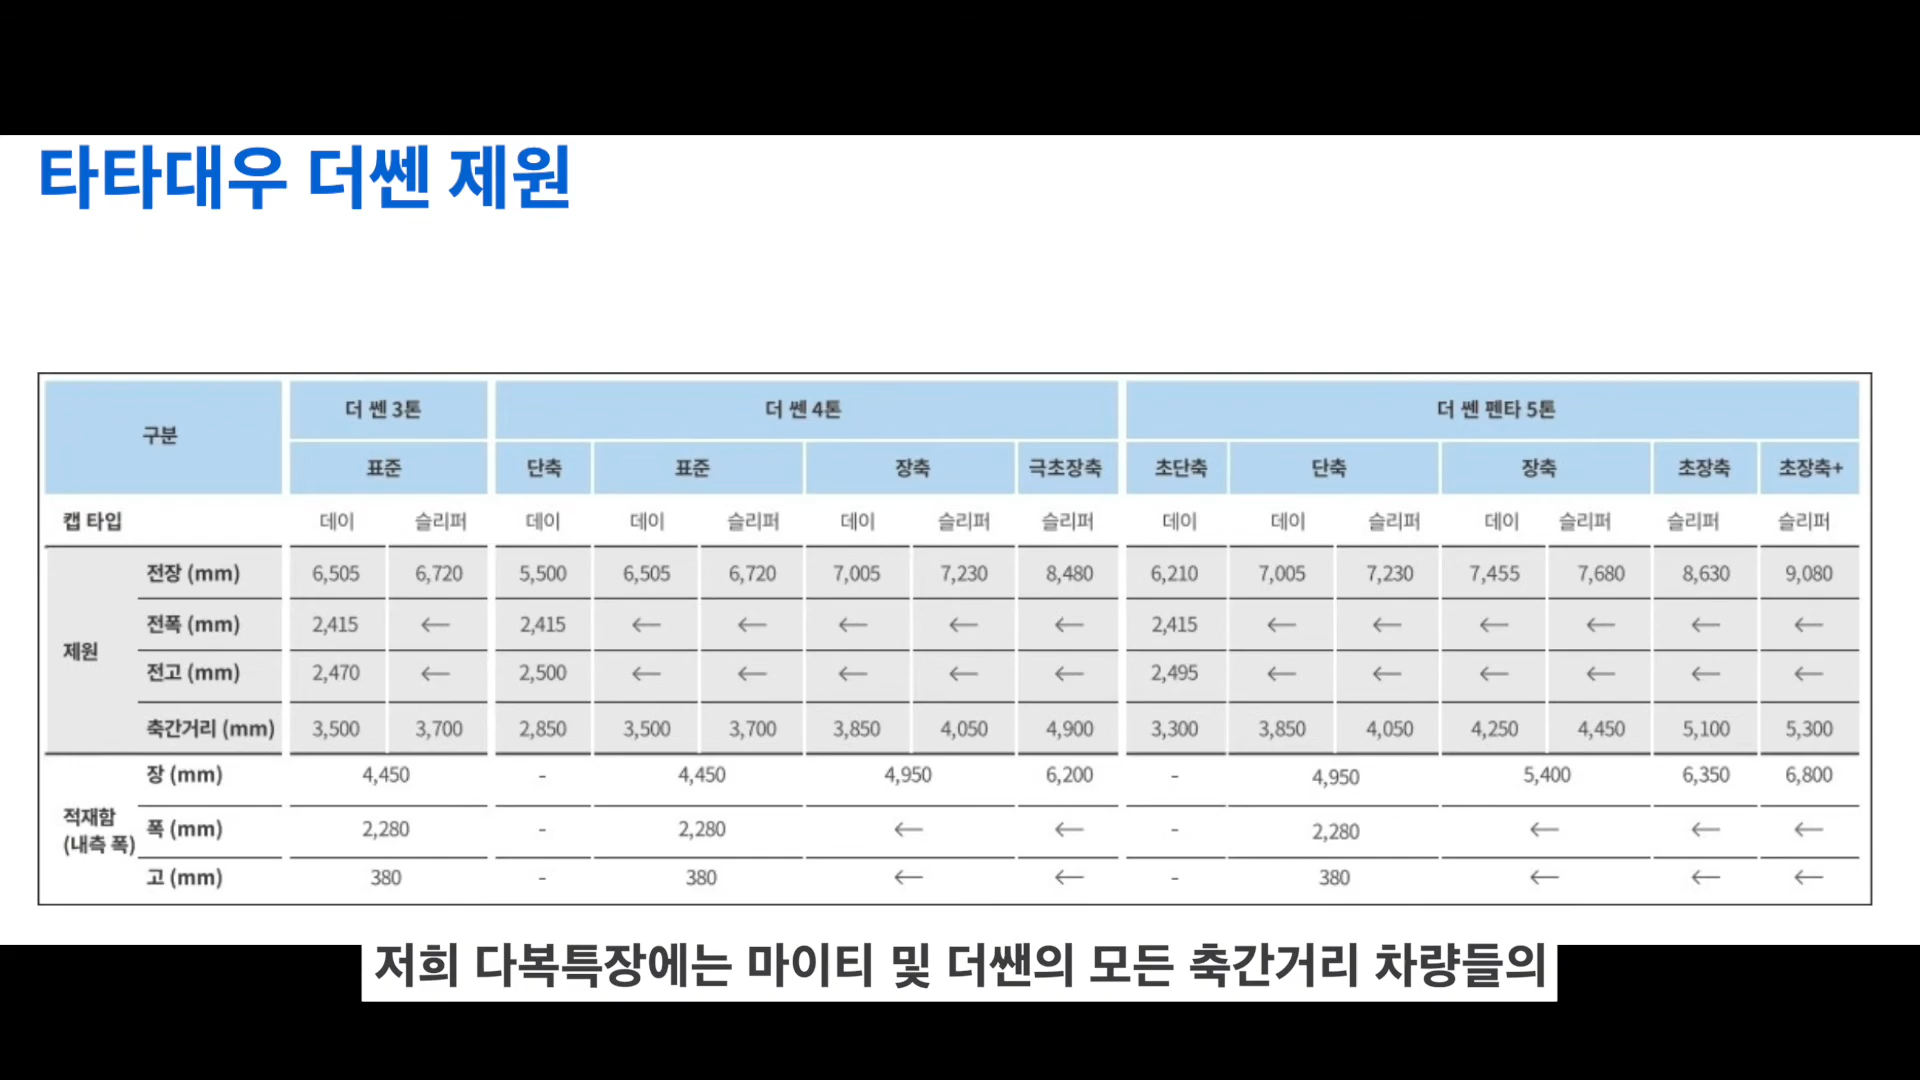 타타대우 더쎈 제원
구분 더 쎈 3톤 더 쎈 4톤 더 쎈 펜타 5톤
표준 단축 표준 장축 극초장축 초단축 단축 장축 초장축 초장축+
캡 타입 데이 슬리퍼 데이 데이 슬리퍼 데이 슬리퍼 슬리퍼 데이 데이 슬리퍼 데이 슬리퍼 슬리퍼 슬리퍼
제원
전장 (mm) 6,505 6,720 5,500 6,505 6,720 7,005 7,230 8,480 6,210 7,005 7,230 7,455 7,680 8,630 9,080
전폭 (mm) 2,415 ← 2,415 ← ← ← ← ← 2,415 ← ← ← ← ← ←
전고 (mm) 2,470 ← 2,500 ← ← ← ← ← 2,495 ← ← ← ← ← ←
축간거리 (mm) 3,500 3,700 2,850 3,500 3,700 3,850 4,050 4,900 3,300 3,850 4,050 4,250 4,450 5,100 5,300
적재함
(내측 폭)
장 (mm) 4,450 - 4,450 4,950 6,200 - 4,950 5,400 6,350 6,800
폭 (mm) 2,280 - 2,280 ← ← - 2,280 ← ← ←
고 (mm) 380 - 380 ← ← - 380 ← ← ←
저희 다복특장에는 마이티 및 더쌘의 모든 축간거리 차량들의